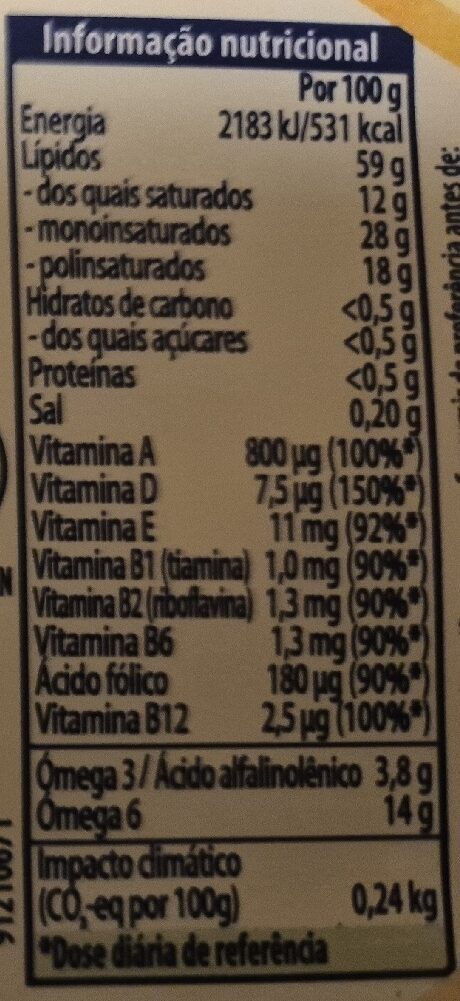 Informação nutricional
Por 100 g
Energia 2183 kJ/531 kcal
Lípidos 59 g
- dos quais saturados 12 g
- monoinsaturados 28 g
- polinsaturados 18 g
Hidratos de carbono <0,5 g
- dos quais açúcares <0,5 g
Proteínas <0,5 g
Sal 0,20 g
Vitamina A 800 µg (100%*)
Vitamina D 7,5 µg (150%*)
Vitamina E 11 mg (92%*)
Vitamina B1 (tiamina) 1,0 mg (90%*)
Vitamina B2 (riboflavina) 1,3 mg (90%*)
Vitamina B6 1,3 mg (90%*)
Ácido fólico 180 µg (90%*)
Vitamina B12 2,5 µg (100%*)
Ómega 3 / Ácido alfalinolénico 3,8 g
Ómega 6 14 g
Impacto climático
(CO₂-eq por 100g) 0,24 kg
*Dose diária de referência
preferência antes de: